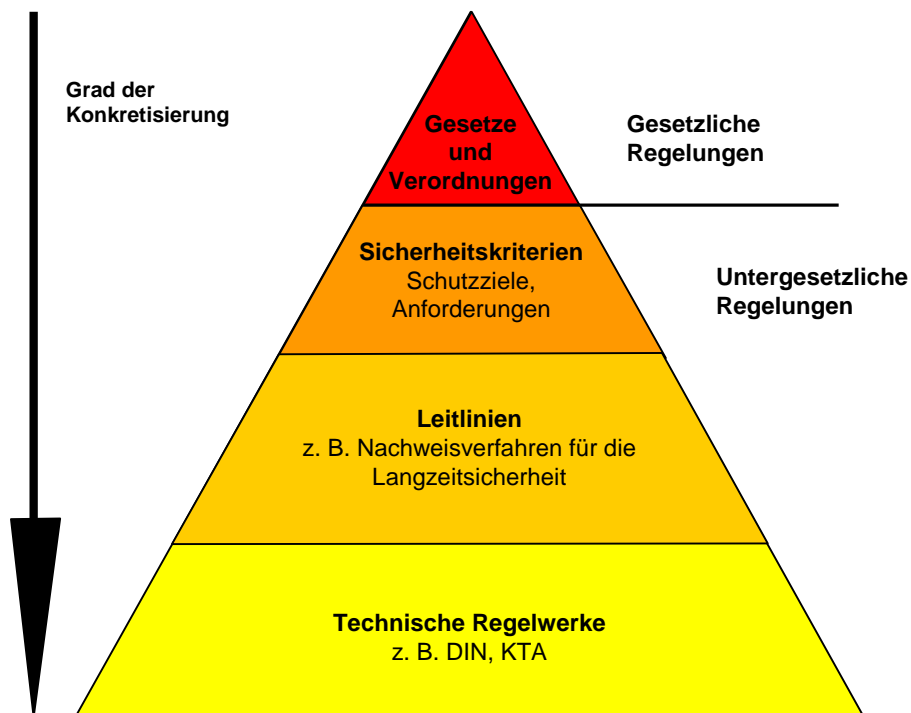 Grad der
Konkretisierung
Gesetze
und
Verordnungen
Gesetzliche
Regelungen
Sicherheitskriterien
Schutzziele,
Anforderungen
Untergesetzliche
Regelungen
Leitlinien
z. B. Nachweisverfahren für die
Langzeitsicherheit
Technische Regelwerke
z. B. DIN, KTA